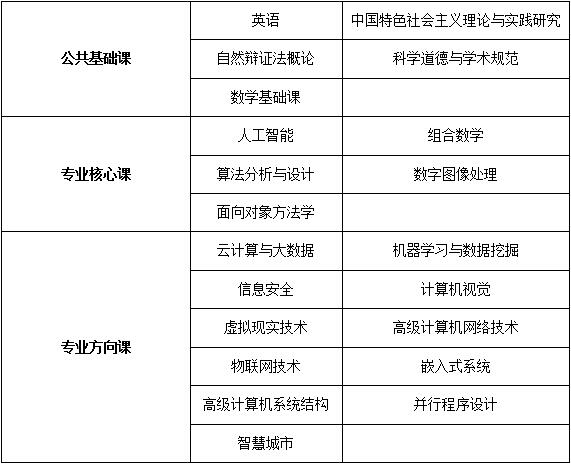 公共基础课
英语 中国特色社会主义理论与实践研究
自然辩证法概论 科学道德与学术规范
数学基础课
专业核心课
人工智能 组合数学
算法分析与设计 数字图像处理
面向对象方法学
专业方向课
云计算与大数据 机器学习与数据挖掘
信息安全 计算机视觉
虚拟现实技术 高级计算机网络技术
物联网技术 嵌入式系统
高级计算机系统结构 并行程序设计
智慧城市